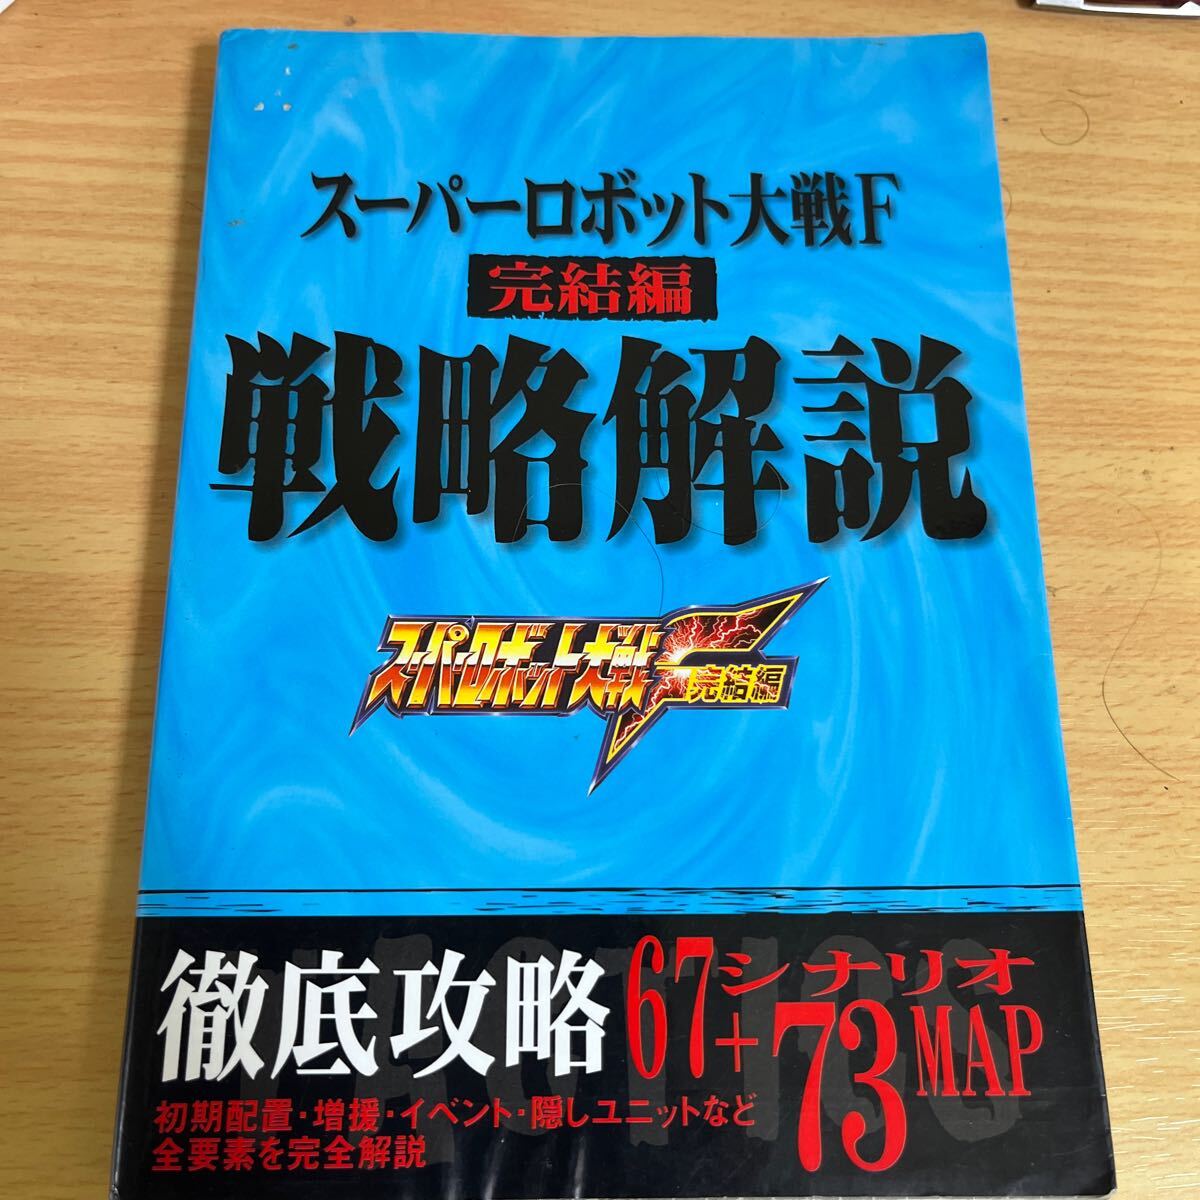 スーパーロボット大戦F
完結編
戦略解説
スーパーロボット大戦F
完結編
徹底攻略 67シナリオ+73MAP
初期配置・増援・イベント・隠しユニットなど
全要素を完全解説